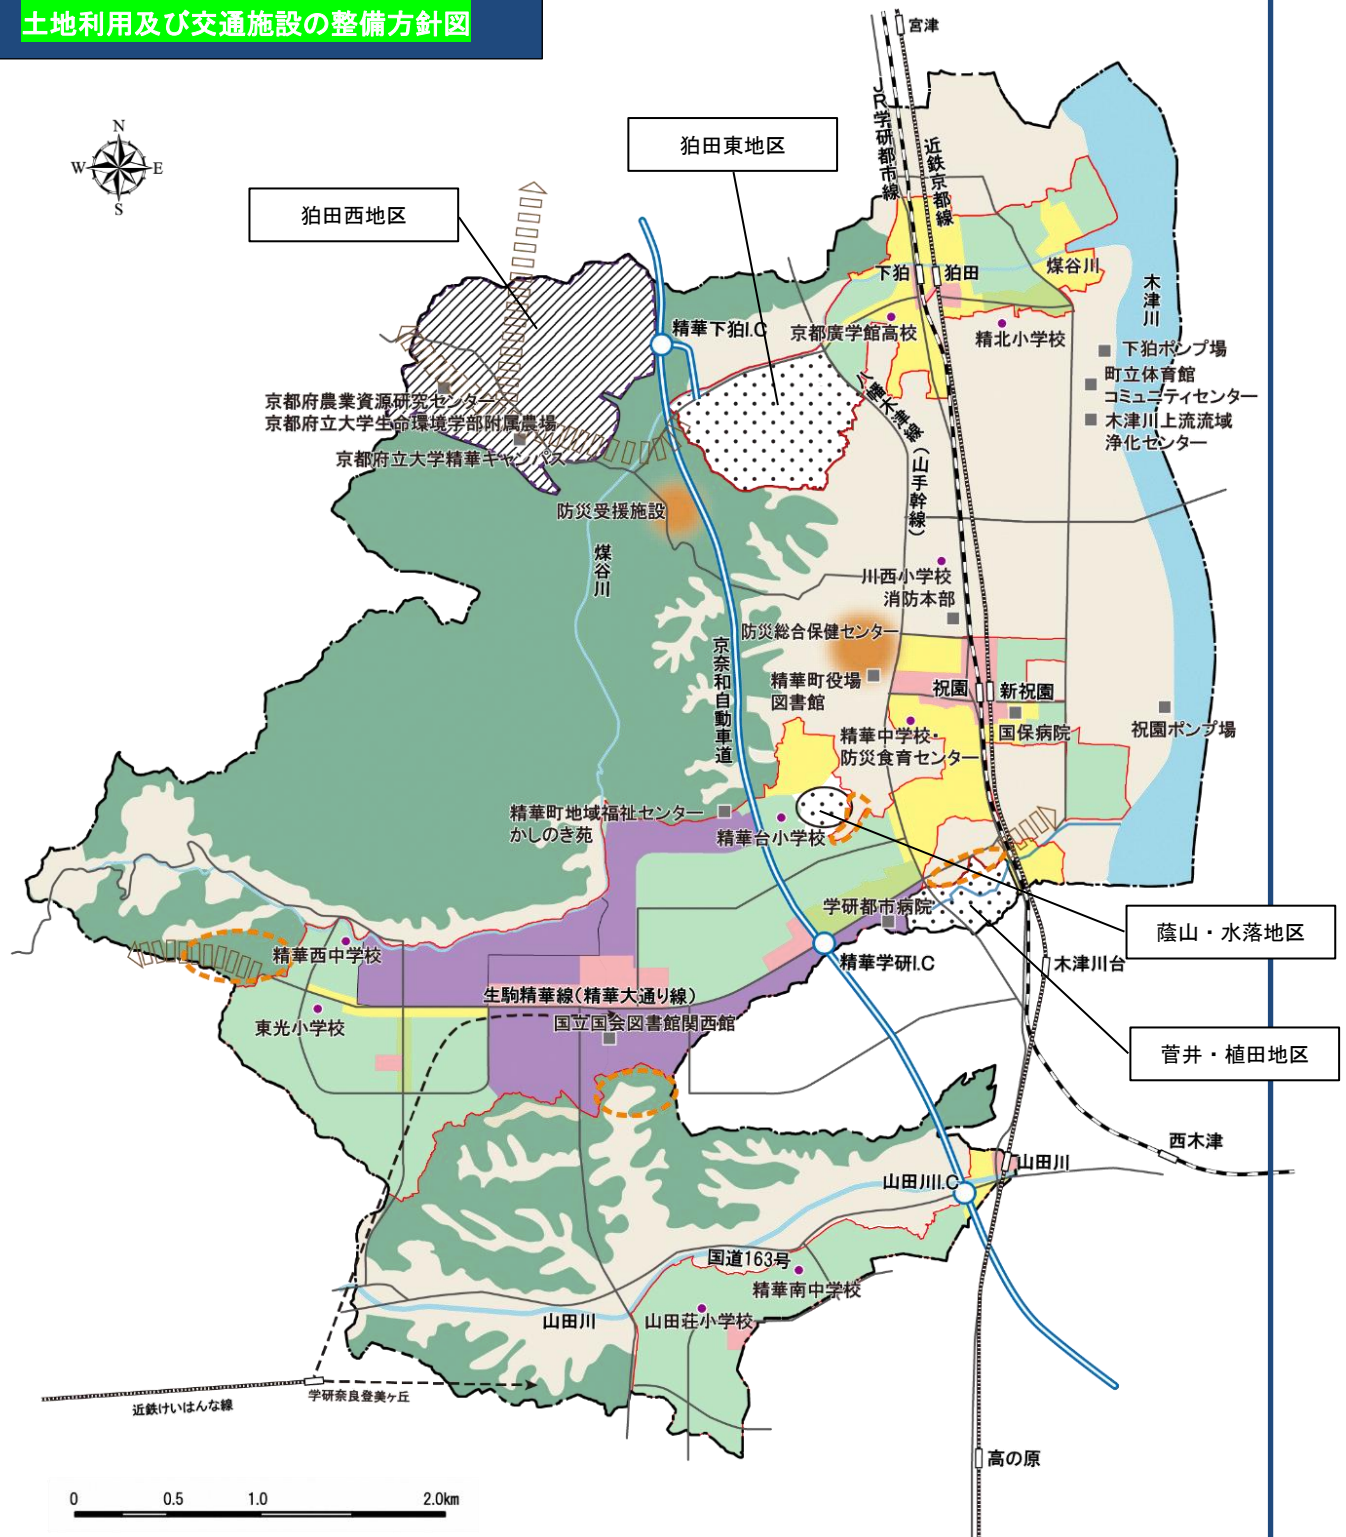 土地利用及び交通施設の整備方針図
宮津
N
W
E
S
JR学研都市線
近鉄京都線
狛田東地区
狛田西地区
下狛
狛田
煤谷川
木津川
精華下狛I.C
京都廣学館高校
精北小学校
下狛ポンプ場
町立体育館
コミュニティセンター
木津川上流流域
浄化センター
八幡木津線(山手幹線)
京都府農業資源研究センター
京都府立大学生命環境学部附属農場
京都府立大学精華キャンパス
防災受援施設
煤谷川
川西小学校
消防本部
防災総合保健センター
京奈和自動車道
精華町役場
図書館
祝園
新祝園
国保病院
祝園ポンプ場
精華中学校・
防災食育センター
精華町地域福祉センター
かしのき苑
精華台小学校
学研都市病院
蔭山・水落地区
精華西中学校
精華学研I.C
木津川台
生駒精華線(精華大通り線)
東光小学校
国立国会図書館関西館
菅井・植田地区
西木津
山田川
山田川I.C
国道163号
精華南中学校
山田川
山田荘小学校
学研奈良登美ヶ丘
近鉄けいはんな線
高の原
0 0.5 1.0 2.0km